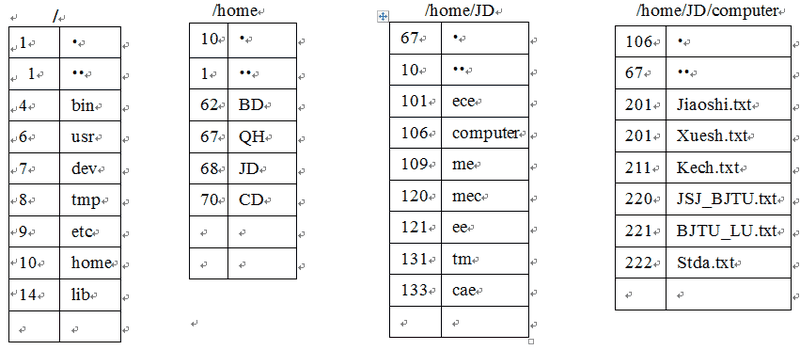 /
1 •
1 ••
4 bin
6 usr
7 dev
8 tmp
9 etc
10 home
14 lib
/home
10 •
1 ••
62 BD
67 QH
68 JD
70 CD
/home/JD
67 •
10 ••
101 ece
106 computer
109 me
120 mec
121 ee
131 tm
133 cae
/home/JD/computer
106 •
67 ••
201 Jiaoshi.txt
201 Xuesh.txt
211 Kech.txt
220 JSJ_BJTU.txt
221 BJTU_LU.txt
222 Stda.txt